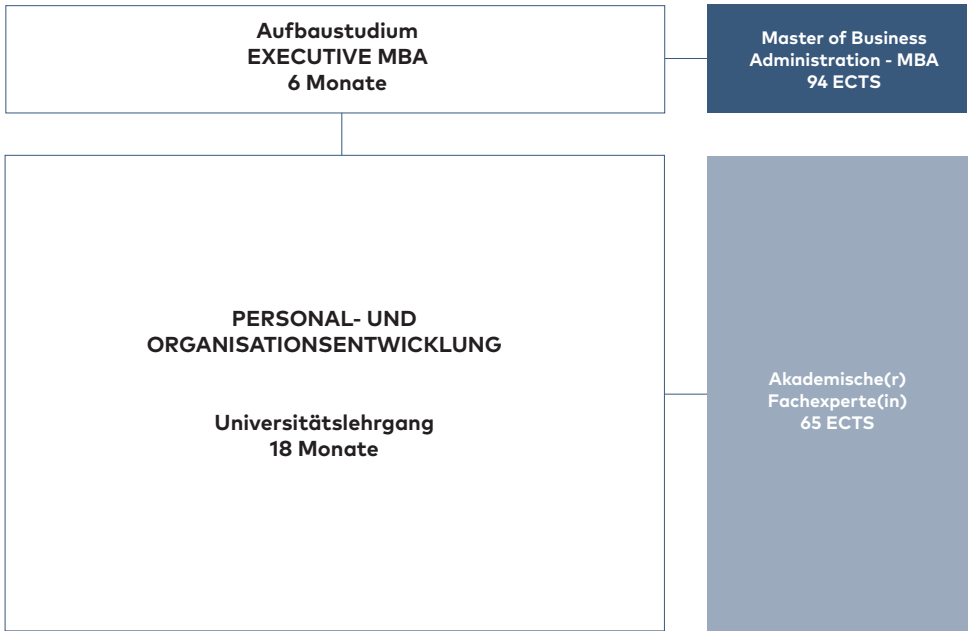 Aufbaustudium
EXECUTIVE MBA
6 Monate
Master of Business
Administration - MBA
94 ECTS
PERSONAL- UND
ORGANISATIONSENTWICKLUNG
Universitätslehrgang
18 Monate
Akademische(r)
Fachexperte(in)
65 ECTS